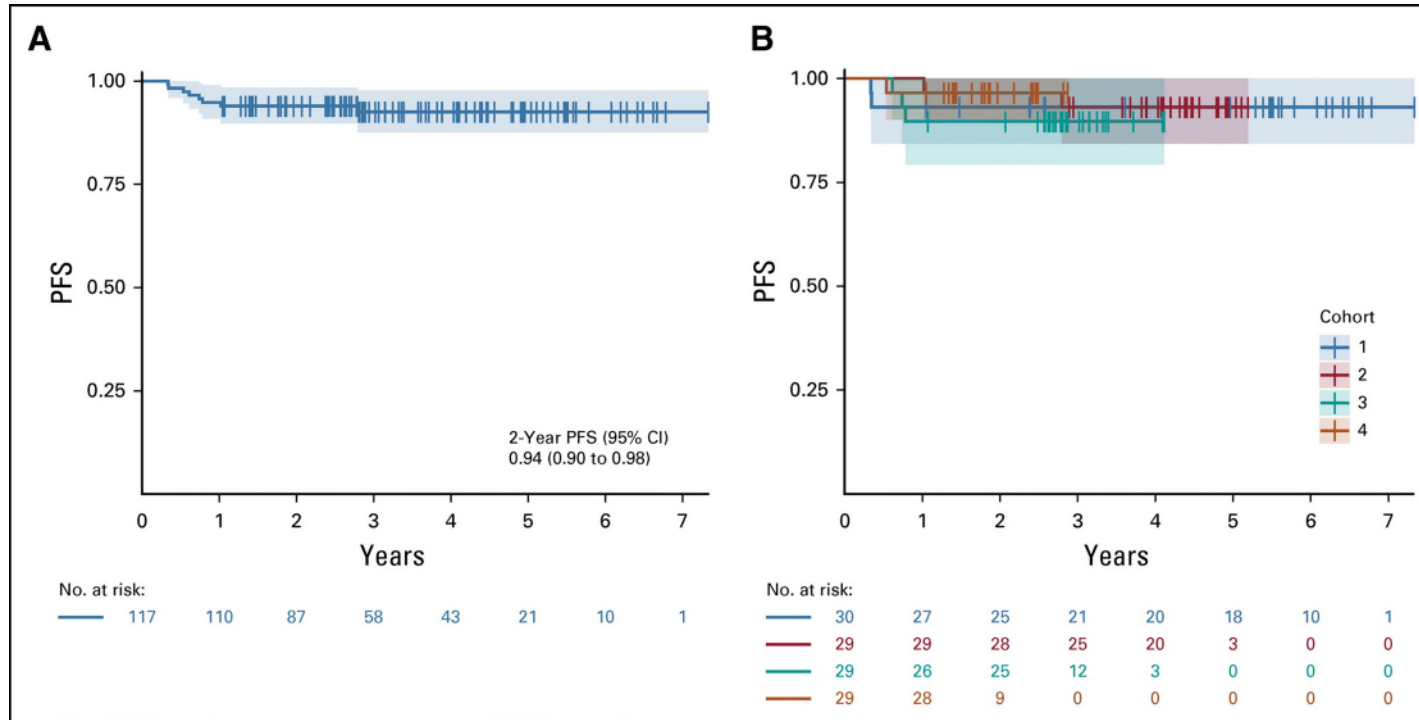 A
1.00
0.75
0.50
0.25
PFS
2-Year PFS (95% CI)
0.94 (0.90 to 0.98)
0 1 2 3 4 5 6 7
Years
No. at risk:
117 110 87 58 43 21 10 1
B
1.00
0.75
0.50
0.25
PFS
Cohort
1
2
3
4
0 1 2 3 4 5 6 7
Years
No. at risk:
30 27 25 21 20 18 10 1
29 29 28 25 20 3 0 0
29 26 25 12 3 0 0 0
29 28 9 0 0 0 0 0